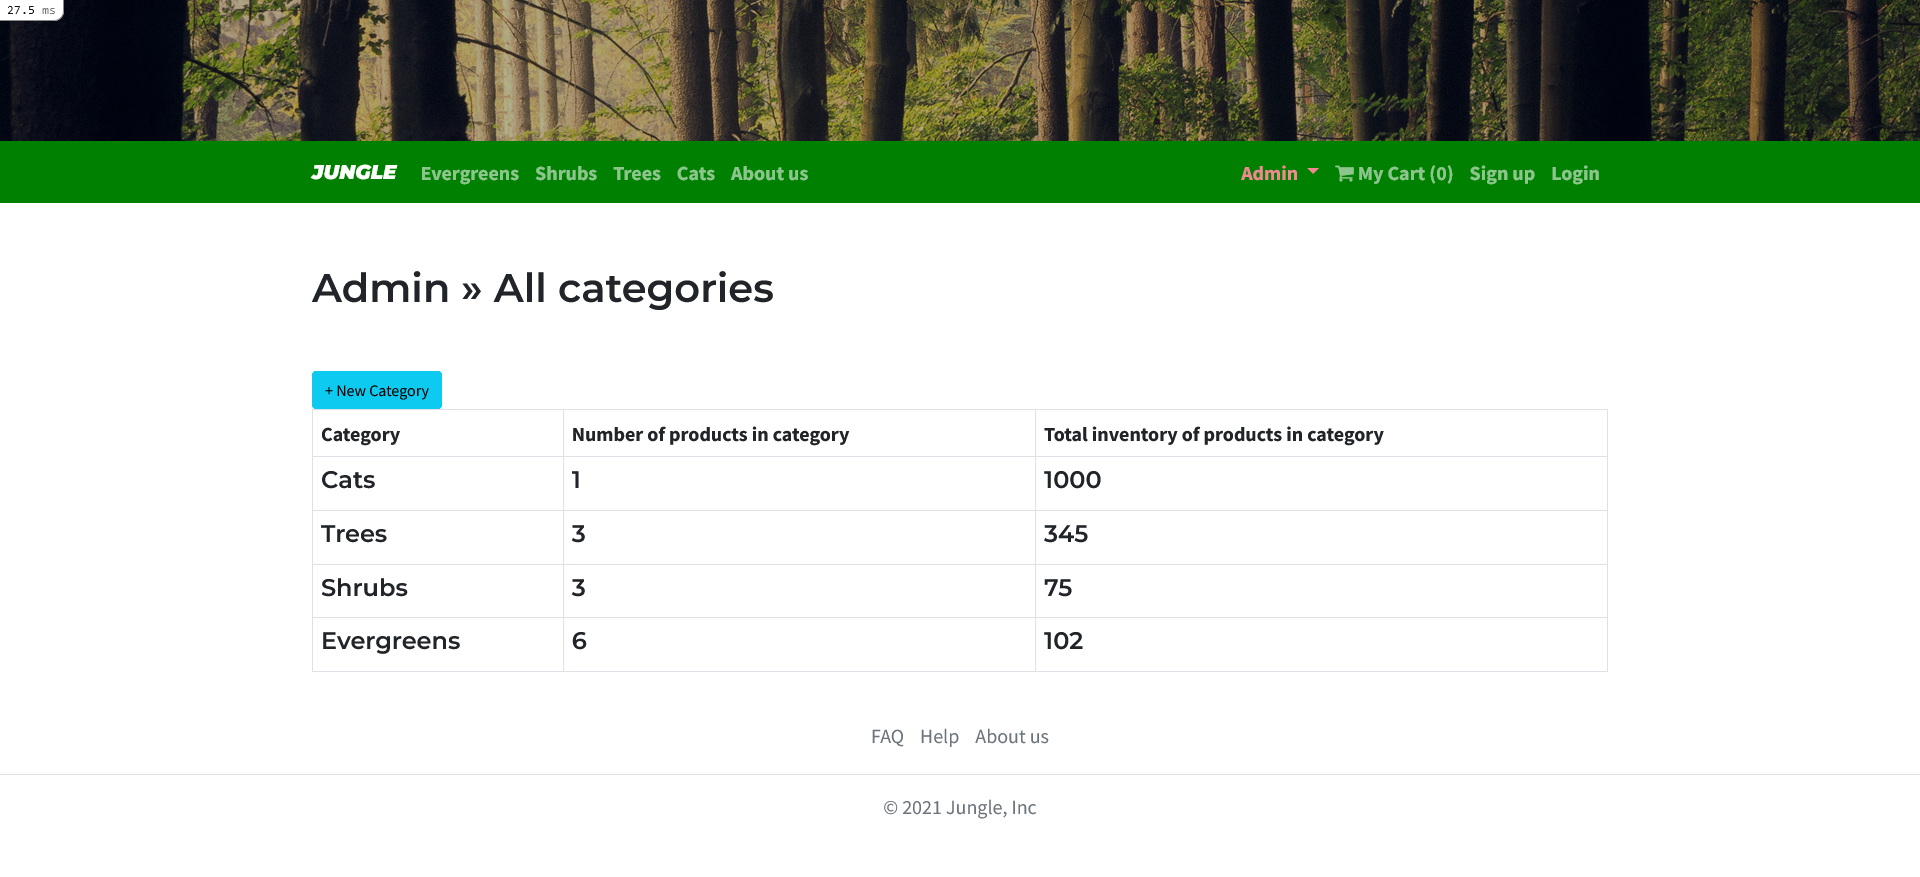 27.5 ms
JUNGLE Evergreens Shrubs Trees Cats About us Admin My Cart (0) Sign up Login
Admin » All categories
+ New Category
Category Number of products in category Total inventory of products in category
Cats 1 1000
Trees 3 345
Shrubs 3 75
Evergreens 6 102
FAQ Help About us
© 2021 Jungle, Inc